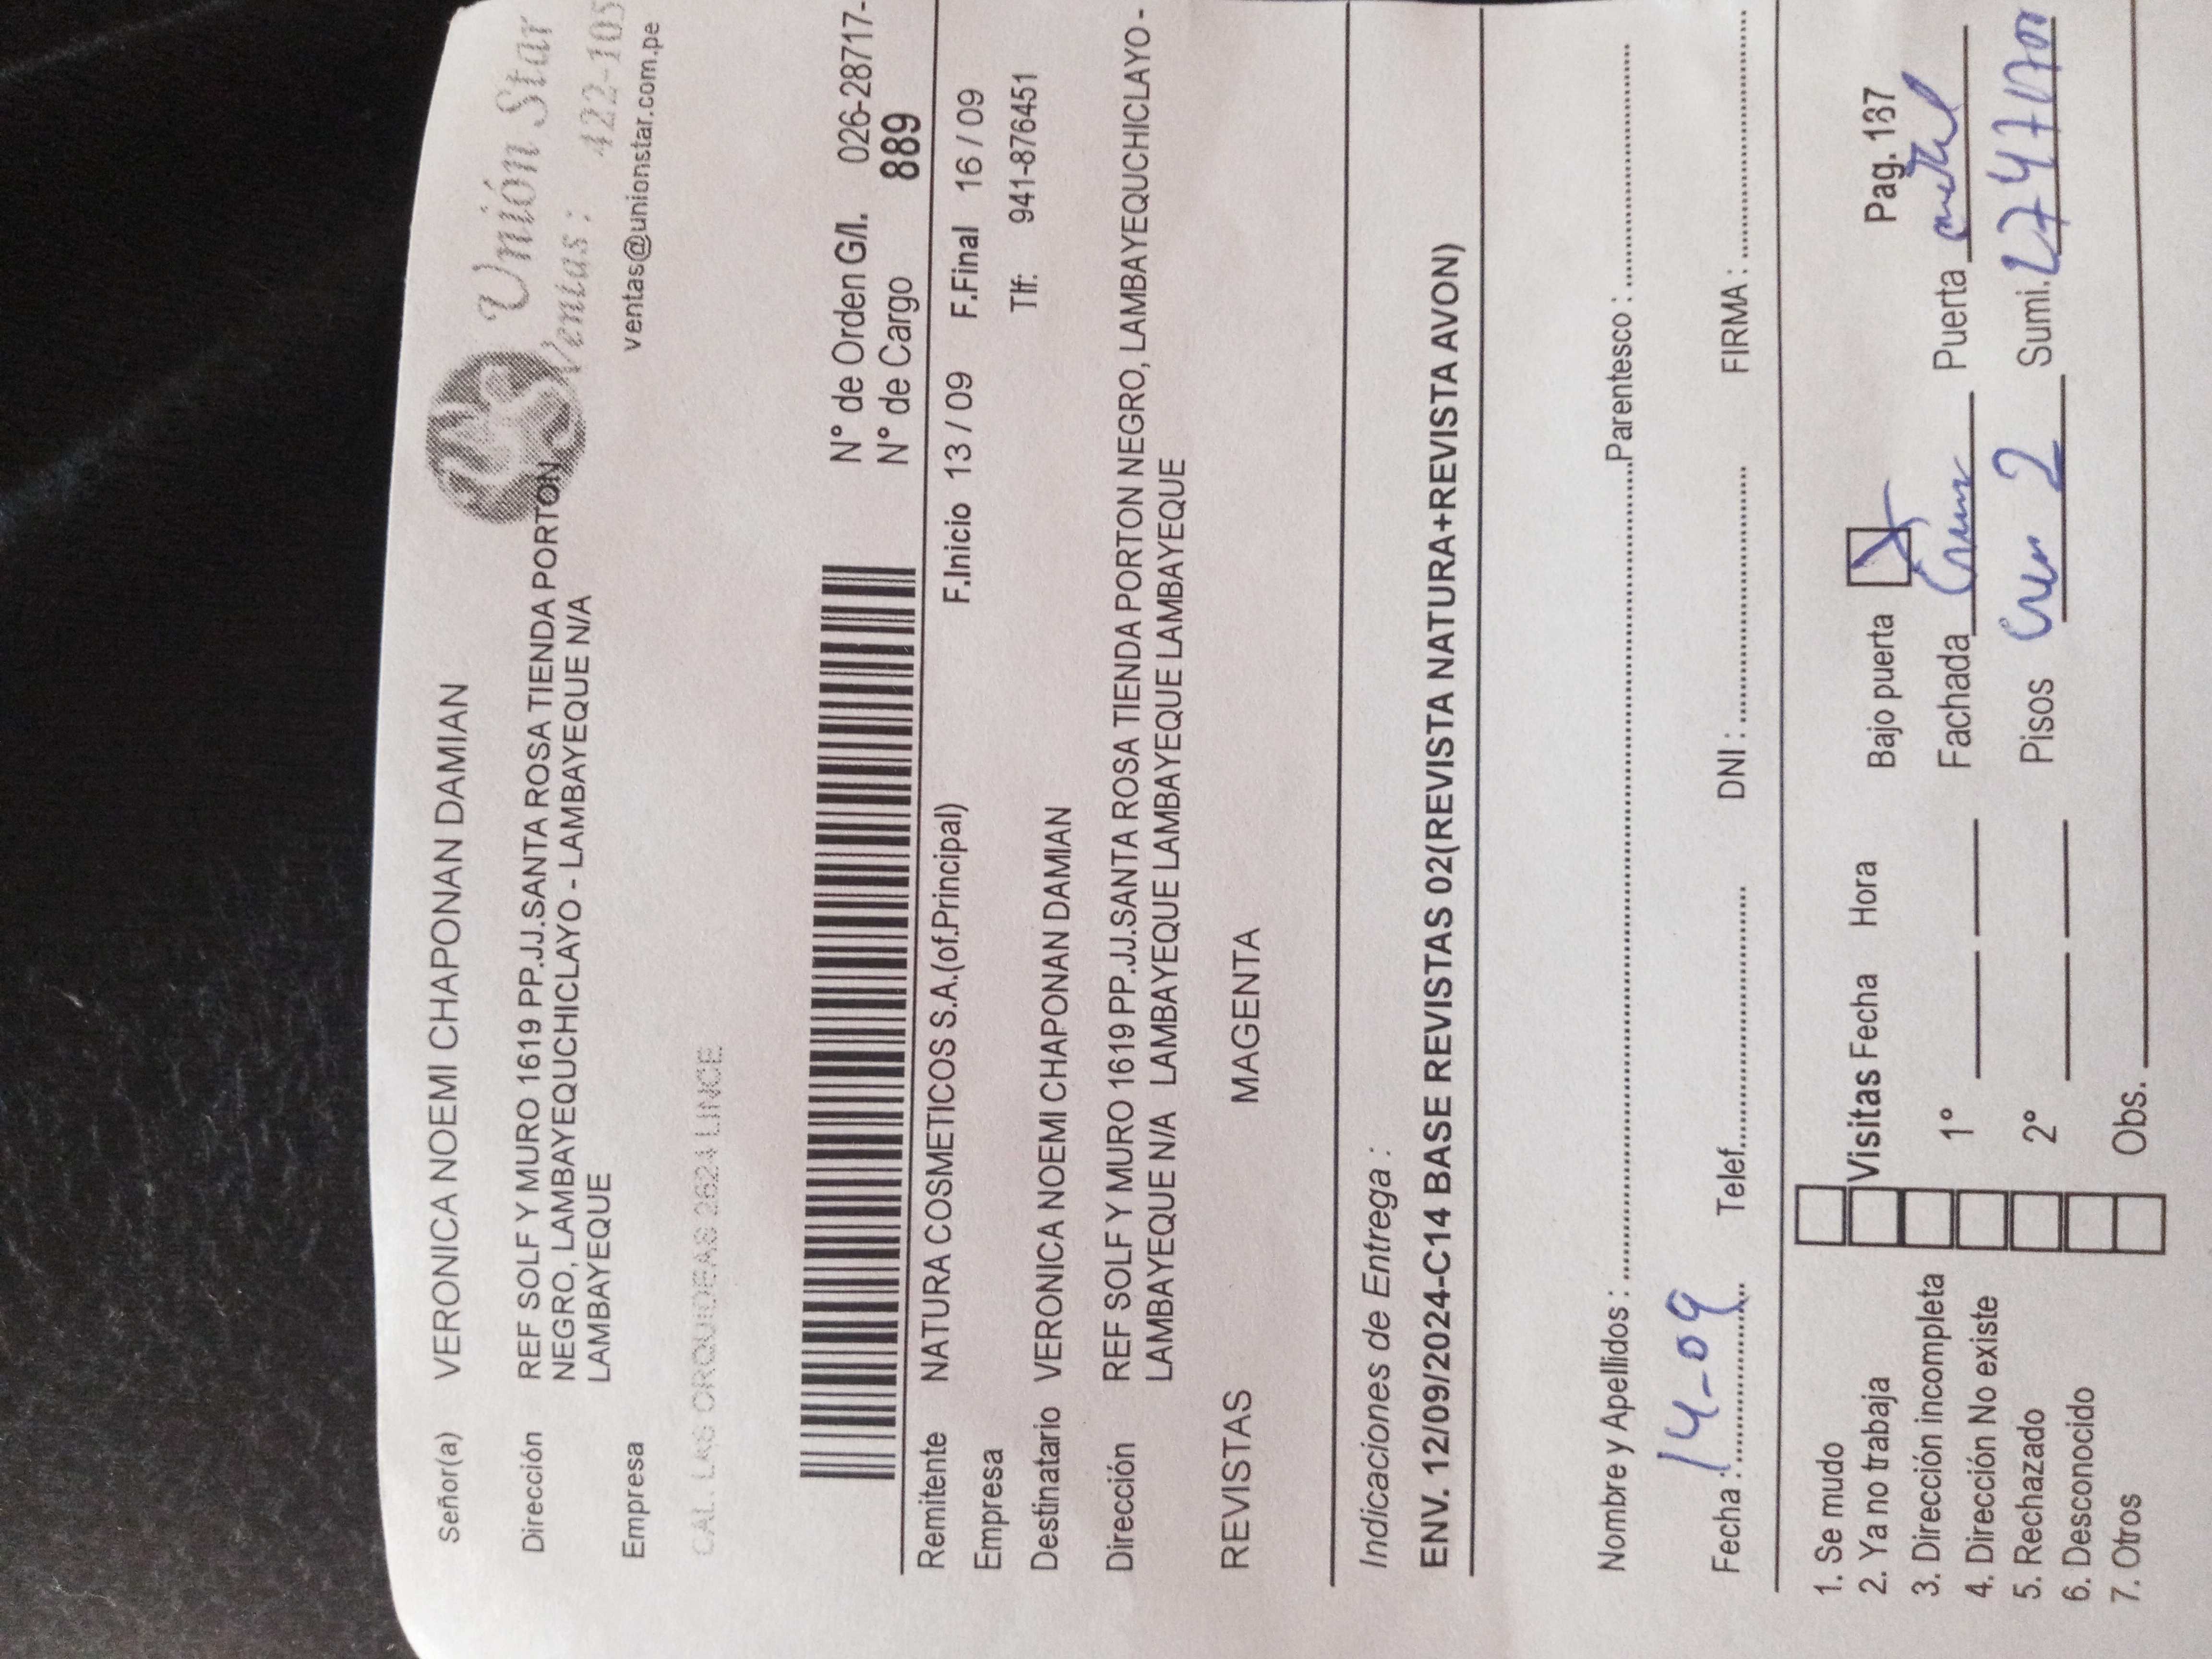 Unión Star
Ventas : 422-105
ventas@unionstar.com.pe
Señor(a) VERONICA NOEMI CHAPONAN DAMIAN
Dirección REF SOLF Y MURO 1619 PP.JJ.SANTA ROSA TIENDA PORTON
NEGRO, LAMBAYEQUCHICLAYO - LAMBAYEQUE N/A
LAMBAYEQUE
Empresa
CAL. LAS ORQUIDEAS 2624 LINCE
N° de Orden G/I. 026-28717-
N° de Cargo 889
Remitente NATURA COSMETICOS S.A.(of.Principal) F.Inicio 13 / 09 F.Final 16 / 09
Empresa Tlf: 941-876451
Destinatario VERONICA NOEMI CHAPONAN DAMIAN
Dirección REF SOLF Y MURO 1619 PP.JJ.SANTA ROSA TIENDA PORTON NEGRO, LAMBAYEQUCHICLAYO -
LAMBAYEQUE N/A LAMBAYEQUE LAMBAYEQUE LAMBAYEQUE
REVISTAS MAGENTA
Indicaciones de Entrega :
ENV. 12/09/2024-C14 BASE REVISTAS 02(REVISTA NATURA+REVISTA AVON)
Nombre y Apellidos : Parentesco :
Fecha : 14-09 Telef. DNI : FIRMA :
1. Se mudo
2. Ya no trabaja
3. Dirección incompleta
4. Dirección No existe
5. Rechazado
6. Desconocido
7. Otros
Visitas Fecha Hora Bajo puerta Pag. 137
1° Fachada Puerta
2° Pisos 2 Sumi.
Obs.